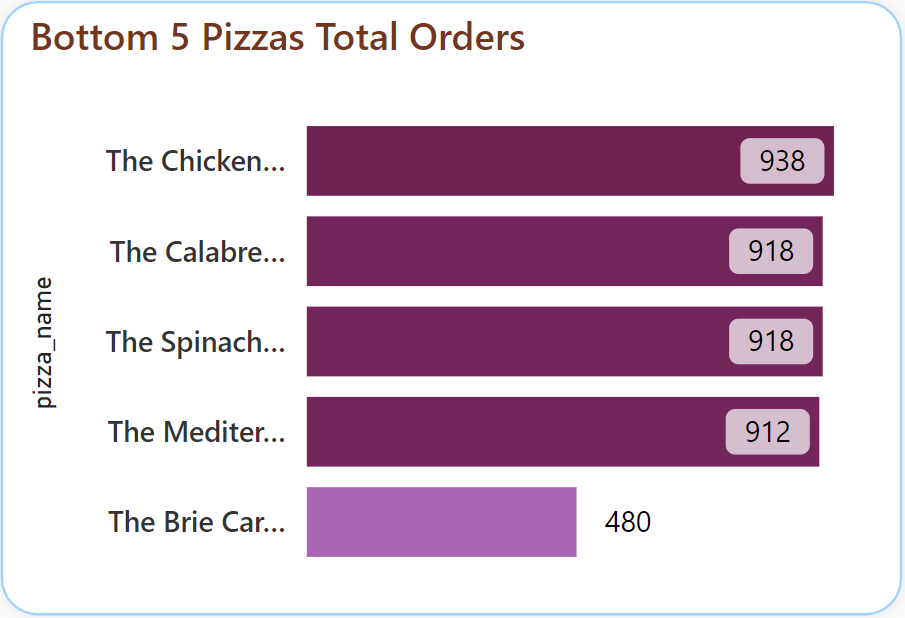 Bottom 5 Pizzas Total Orders
pizza_name
The Chicken... 938
The Calabre... 918
The Spinach... 918
The Mediter... 912
The Brie Car... 480